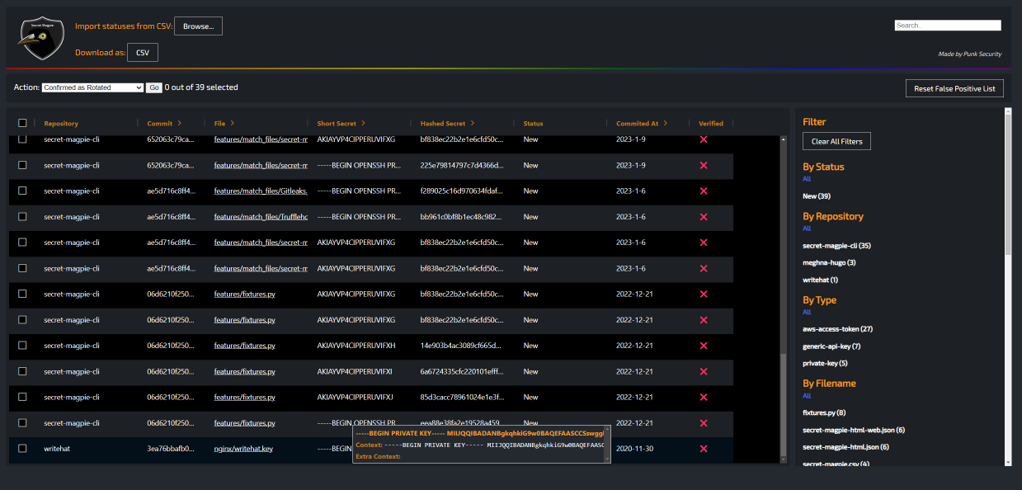 Secret Magpie
Import statuses from CSV: Browse...
Search...
Download as: CSV
Made by Punk Security
Action: Confirmed as Rotated Go 0 out of 39 selected
Reset False Positive List
Repository Commit > File > Short Secret > Hashed Secret > Status Commited At > Verified
secret-magpie-cli 652063c79ca... features/match_files/secret-m AKIAYVP4CIPPERUVIFXG bf838ec22b2e1e6cfd50c... New 2023-1-9
secret-magpie-cli 652063c79ca... features/match_files/secret-m -----BEGIN OPENSSH PR... 225e79814797c7d4366d... New 2023-1-9
secret-magpie-cli ae5d716c8ff4... features/match_files/Gitleaks. -----BEGIN OPENSSH PR... f289025c16d970634fdaf... New 2023-1-6
secret-magpie-cli ae5d716c8ff4... features/match_files/Trufflehc -----BEGIN OPENSSH PR... bb961c0bf8b1ec48c982... New 2023-1-6
secret-magpie-cli ae5d716c8ff4... features/match_files/secret-m AKIAYVP4CIPPERUVIFXG bf838ec22b2e1e6cfd50c... New 2023-1-6
secret-magpie-cli ae5d716c8ff4... features/match_files/secret-m AKIAYVP4CIPPERUVIFXG bf838ec22b2e1e6cfd50c... New 2023-1-6
secret-magpie-cli 06d6210f250... features/fixtures.py AKIAYVP4CIPPERUVIFXG bf838ec22b2e1e6cfd50c... New 2022-12-21
secret-magpie-cli 06d6210f250... features/fixtures.py AKIAYVP4CIPPERUVIFXG bf838ec22b2e1e6cfd50c... New 2022-12-21
secret-magpie-cli 06d6210f250... features/fixtures.py AKIAYVP4CIPPERUVIFXH 14e903b4ac3089cf665d... New 2022-12-21
secret-magpie-cli 06d6210f250... features/fixtures.py AKIAYVP4CIPPERUVIFXI 6a6724335cfc220101efff... New 2022-12-21
secret-magpie-cli 06d6210f250... features/fixtures.py AKIAYVP4CIPPERUVIFXJ 85d3cacc78961024e1e3f... New 2022-12-21
secret-magpie-cli 06d6210f250... features/fixtures.py -----BEGIN OPENSSH PR... New 2022-12-21
writehat 3ea76bbafb0... nginx/writehat.key -----BEG 2020-11-30
-----BEGIN PRIVATE KEY-----
Context: -----BEGIN PRIVATE KEY-----
Extra Context:
Filter
Clear All Filters
By Status
All
New (39)
By Repository
All
secret-magpie-cli (35)
meghna-hugo (3)
writehat (1)
By Type
All
aws-access-token (27)
generic-api-key (7)
private-key (5)
By Filename
All
fixtures.py (8)
secret-magpie-html-web.json (6)
secret-magpie-html.json (6)
secret-magpie.csv (4)